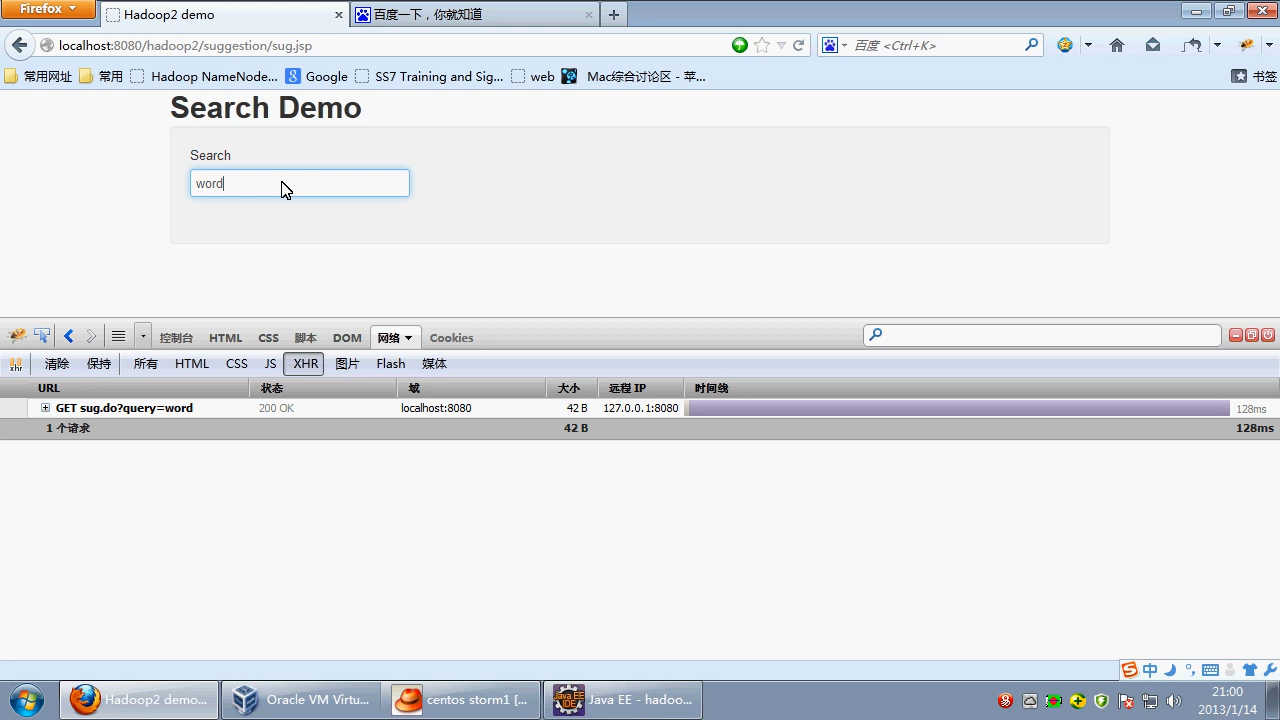 Firefox
Hadoop2 demo
百度一下，你就知道
localhost:8080/hadoop2/suggestion/sug.jsp
百度 <Ctrl+K>
常用网址 常用 Hadoop NameNode... Google SS7 Training and Sig... web Mac综合讨论区 - 苹... 书签
Search Demo
Search
word
控制台 HTML CSS 脚本 DOM 网络 Cookies
清除 保持 所有 HTML CSS JS XHR 图片 Flash 媒体
URL 状态 域 大小 远程 IP 时间线
GET sug.do?query=word 200 OK localhost:8080 42 B 127.0.0.1:8080 128ms
1 个请求 42 B 128ms
中
Hadoop2 demo... Oracle VM Virtu... centos storm1 [... Java EE - hadoo...
21:00
2013/1/14